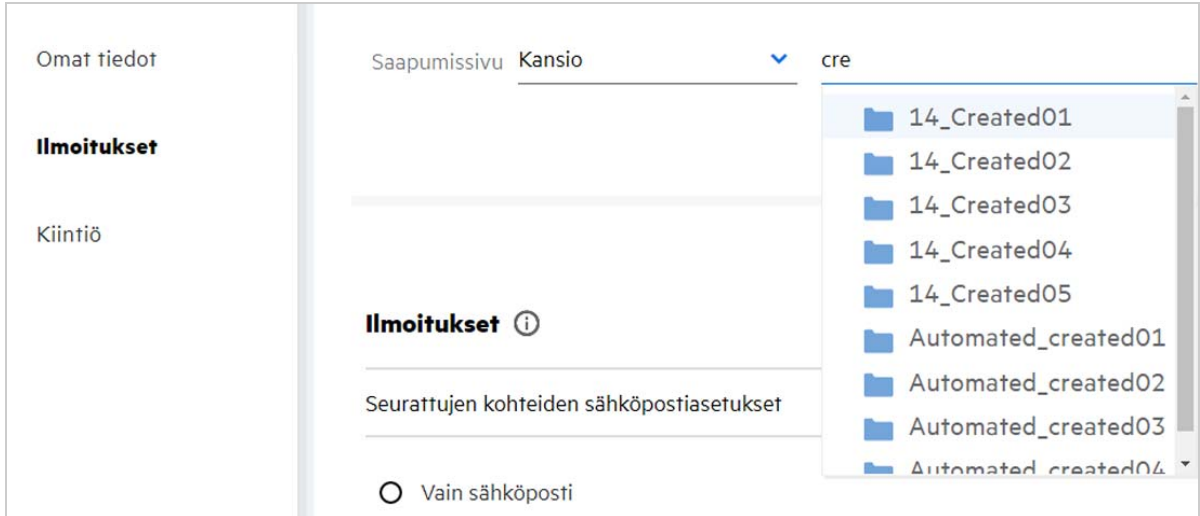 Omat tiedot
Ilmoitukset
Kiintiö
Saapumissivu Kansio cre
14_Created01
14_Created02
14_Created03
14_Created04
14_Created05
Automated_created01
Automated_created02
Automated_created03
Automated_created04
Ilmoitukset
Seurattujen kohteiden sähköpostiasetukset
Vain sähköposti